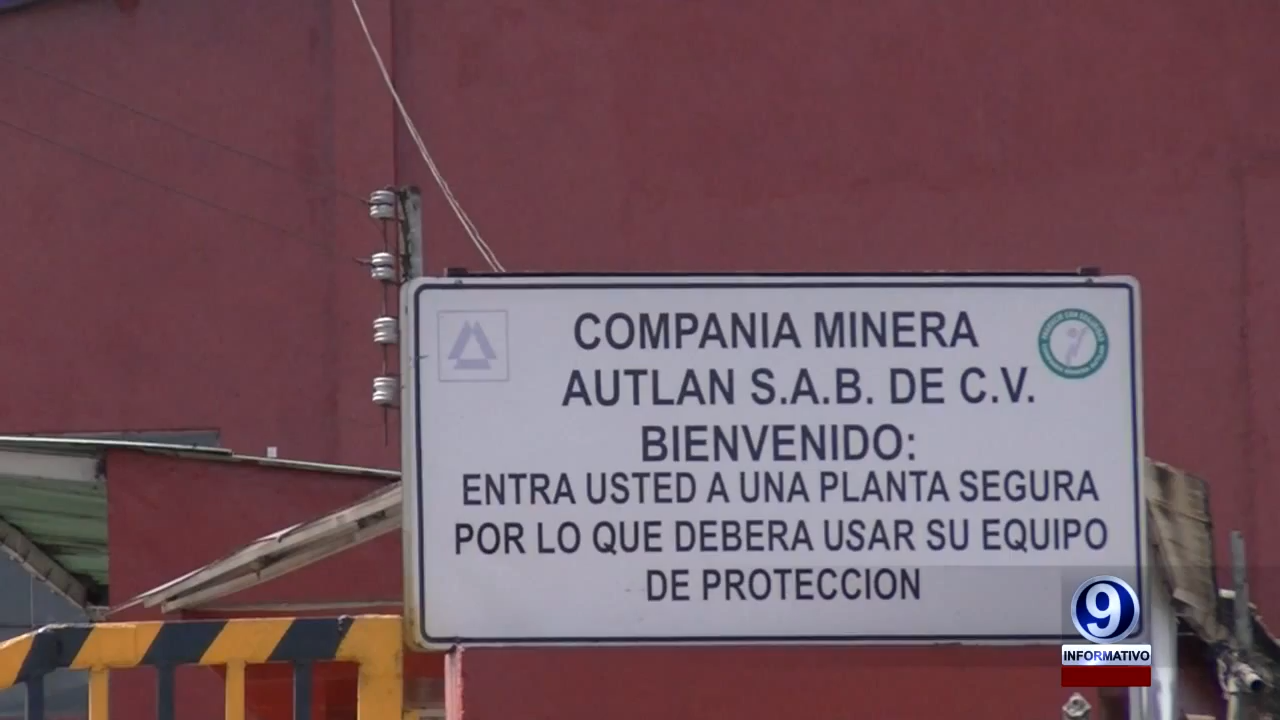 COMPANIA MINERA
AUTLAN S.A.B. DE C.V.
BIENVENIDO:
ENTRA USTED A UNA PLANTA SEGURA
POR LO QUE DEBERA USAR SU EQUIPO
DE PROTECCION
9
INFORMATIVO